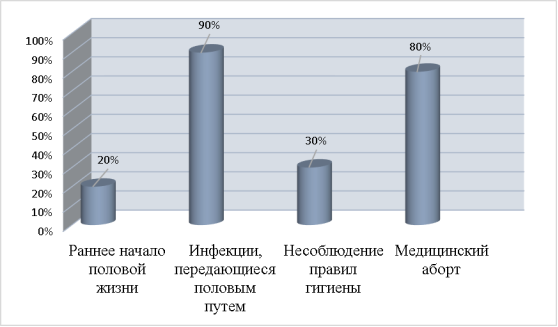 90%
80%
30%
20%
100%
90%
80%
70%
60%
50%
40%
30%
20%
10%
0%
Раннее начало
половой
жизни
Инфекции,
передающиеся
половым
путем
Несоблюдение
правил
гигиены
Медицинский
аборт